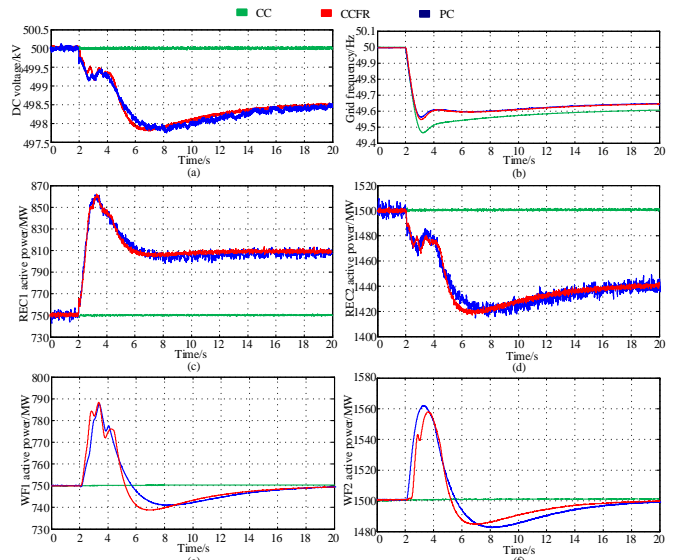 CC CCFR PC
DC voltage/kV
500.5
500
499.5
499
498.5
498
497.5
0 2 4 6 8 10 12 14 16 18 20
Time/s
(a)
Grid frequency/Hz
50
49.9
49.8
49.7
49.6
49.5
49.4
0 2 4 6 8 10 12 14 16 18 20
Time/s
(b)
REC1 active power/MW
870
850
830
810
790
770
750
730
0 2 4 6 8 10 12 14 16 18 20
Time/s
(c)
REC2 active power/MW
1520
1500
1480
1460
1440
1420
1400
0 2 4 6 8 10 12 14 16 18 20
Time/s
(d)
WF1 active power/MW
790
780
770
760
750
740
730
0 2 4 6 8 10 12 14 16 18 20
Time/s
WF2 active power/MW
1580
1560
1540
1520
1500
1480
0 2 4 6 8 10 12 14 16 18 20
Time/s
(f)